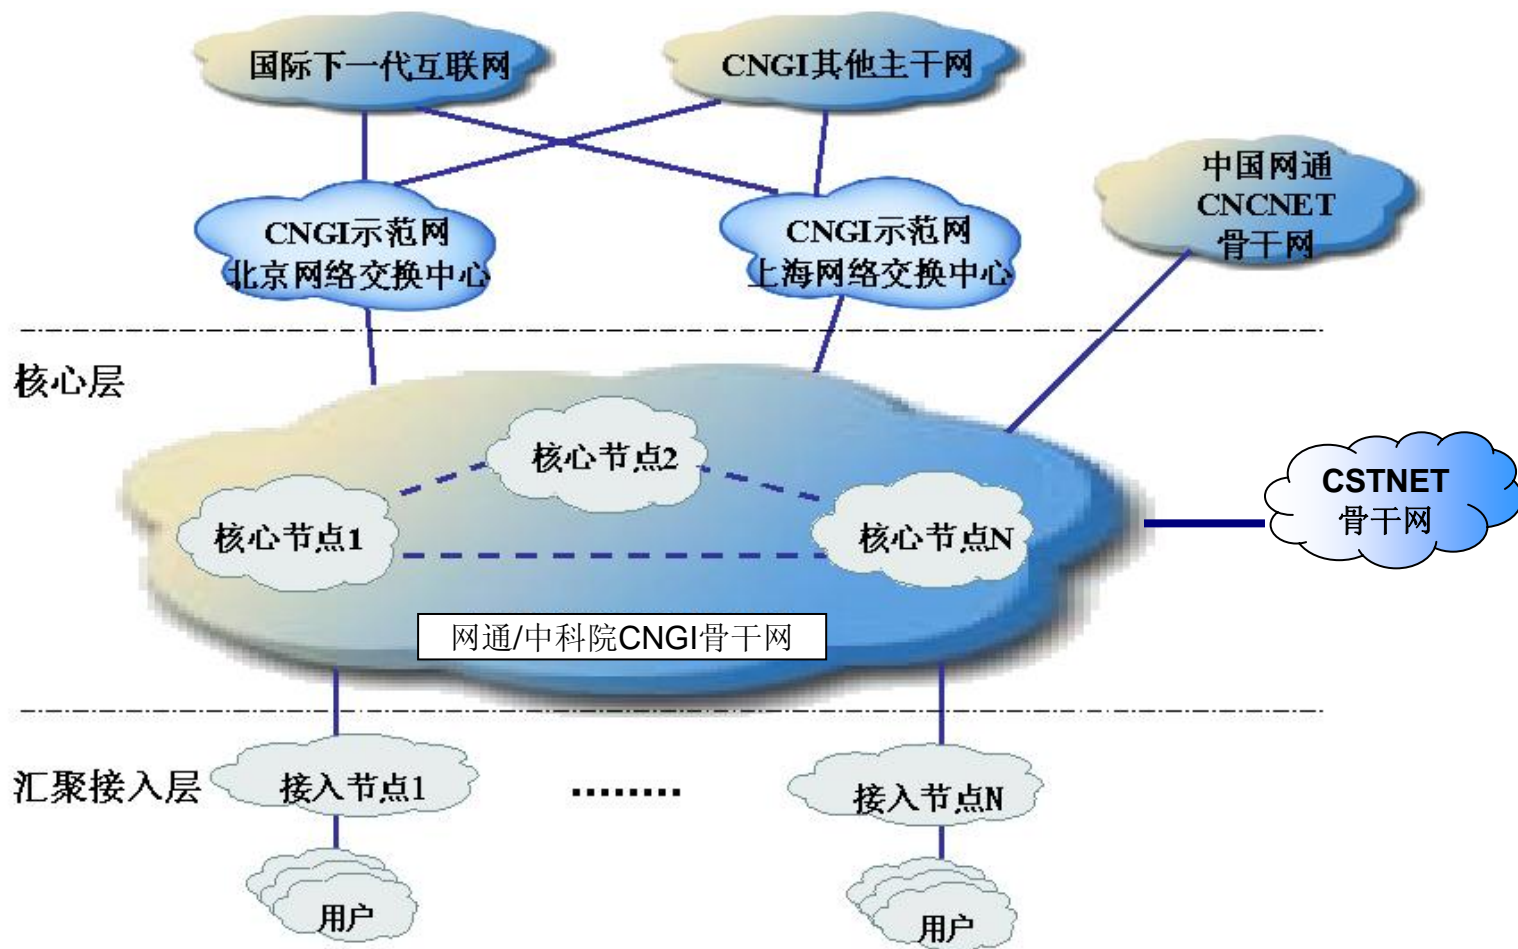 国际下一代互联网
CNGI其他主干网
中国网通
CNCNET
骨干网
CNGI示范网
北京网络交换中心
CNGI示范网
上海网络交换中心
核心层
核心节点2
核心节点1
核心节点N
CSTNET
骨干网
网通/中科院CNGI骨干网
汇聚接入层
接入节点1
........
接入节点N
用户
用户